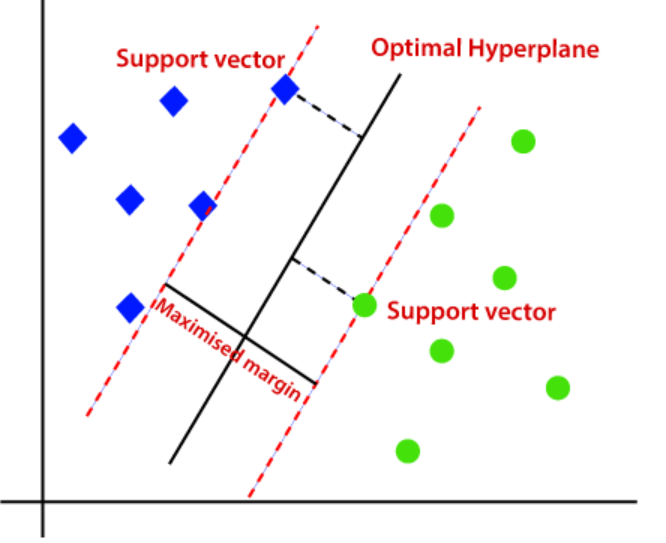 Support vector
Optimal Hyperplane
Support vector
Maximised margin